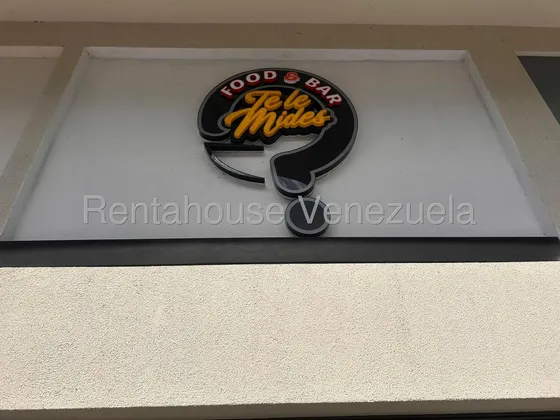 FOOD & BAR
Te le
Mides
Rentahouse Venezuela